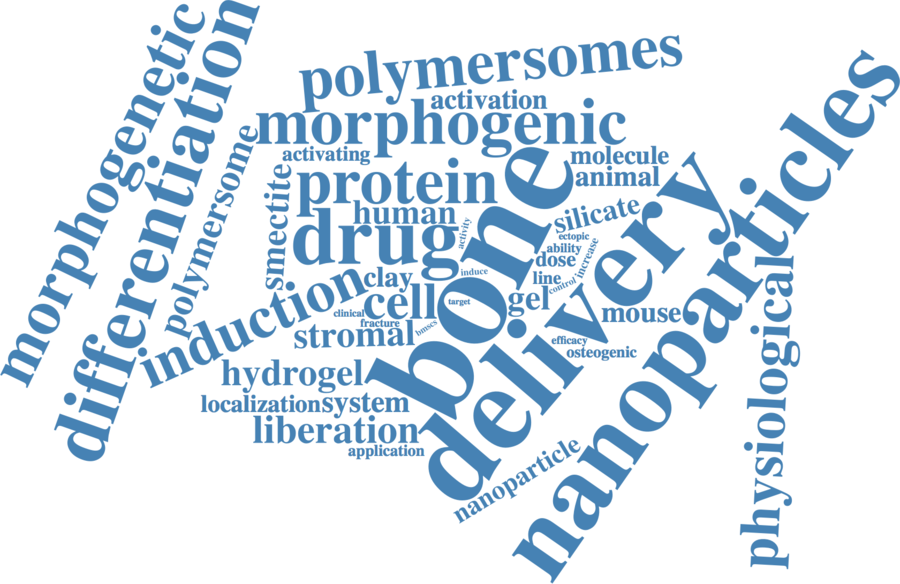 morphogenetic
differentiation
polymersomes
activation
morphogenic
activating
molecule
polymersome
protein
animal
smectite
human
silicate
drug
activity
ectopic
ability
bone
dose
increase
delivery
nanoparticles
induce
line
control
clay
induction
cell
target
gel
clinical
mouse
fracture
bmscs
stromal
efficacy
osteogenic
physiological
hydrogel
localization
system
liberation
application
nanoparticle